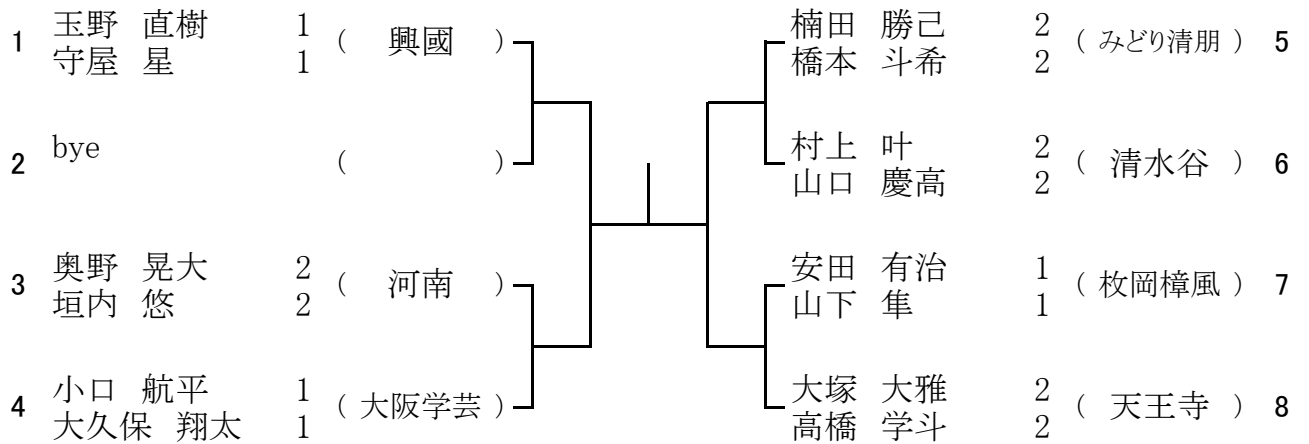 1 玉野 直樹 1 ( 興國 )
守屋 星 1
2 bye ( )
3 奥野 晃大 2 ( 河南 )
垣内 悠 2
4 小口 航平 1 ( 大阪学芸 )
大久保 翔太 1
楠田 勝己 2 ( みどり清朋 ) 5
橋本 斗希 2
村上 叶 2 ( 清水谷 ) 6
山口 慶高 2
安田 有治 1 ( 枚岡樟風 ) 7
山下 隼 1
大塚 大雅 2 ( 天王寺 ) 8
高橋 学斗 2